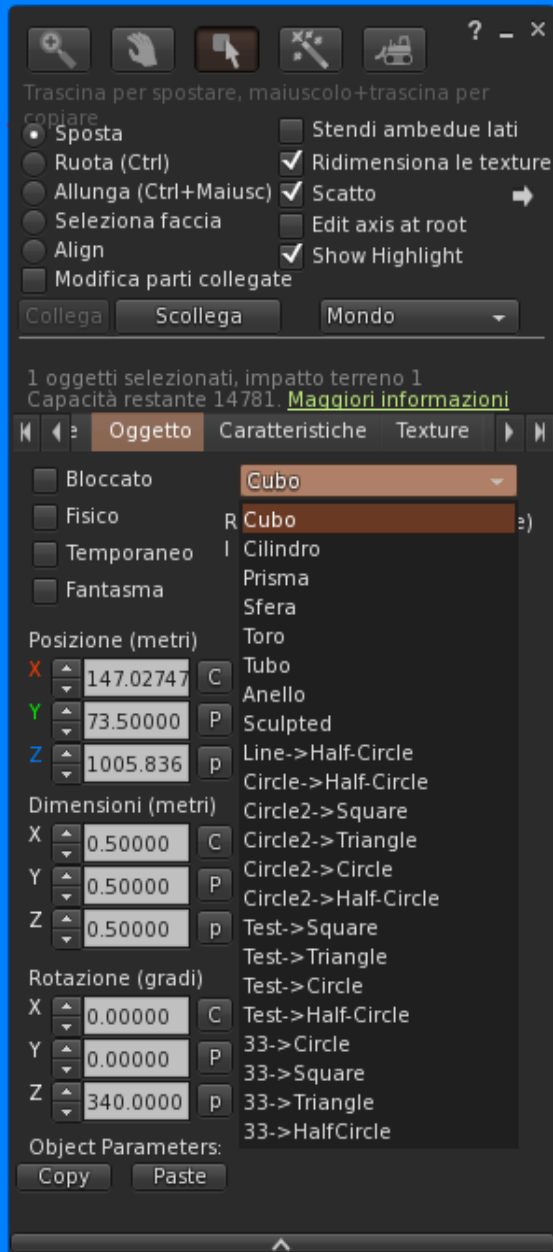 ? _ ×
Trascina per spostare, maiuscolo+trascina per
copiare
Sposta
Stendi ambedue lati
Ruota (Ctrl)
Ridimensiona le texture
Allunga (Ctrl+Maiusc)
Scatto
Seleziona faccia
Edit axis at root
Align
Show Highlight
Modifica parti collegate
Collega
Scollega
Mondo
1 oggetti selezionati, impatto terreno 1
Capacità restante 14781. Maggiori informazioni
Oggetto
Caratteristiche
Texture
Bloccato
Fisico
Temporaneo
Fantasma
Posizione (metri)
X 147.02747 C
Y 73.50000 P
Z 1005.836 p
Dimensioni (metri)
X 0.50000 C
Y 0.50000 P
Z 0.50000 p
Rotazione (gradi)
X 0.00000 C
Y 0.00000 P
Z 340.0000 p
Object Parameters:
Copy
Paste
Cubo
Cubo
Cilindro
Prisma
Sfera
Toro
Tubo
Anello
Sculpted
Line->Half-Circle
Circle->Half-Circle
Circle2->Square
Circle2->Triangle
Circle2->Circle
Circle2->Half-Circle
Test->Square
Test->Triangle
Test->Circle
Test->Half-Circle
33->Circle
33->Square
33->Triangle
33->HalfCircle